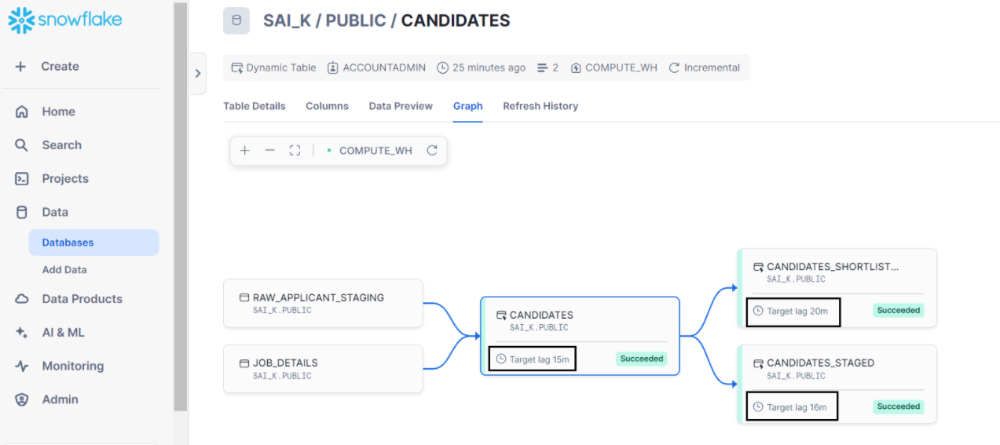 snowflake
Create
Home
Search
Projects
Data
Databases
Add Data
Data Products
AI & ML
Monitoring
Admin
SAI_K / PUBLIC / CANDIDATES
Dynamic Table ACCOUNTADMIN 25 minutes ago 2 COMPUTE_WH Incremental
Table Details Columns Data Preview Graph Refresh History
COMPUTE_WH
RAW_APPLICANT_STAGING
SAI_K.PUBLIC
JOB_DETAILS
SAI_K.PUBLIC
CANDIDATES
SAI_K.PUBLIC
Target lag 15m Succeeded
CANDIDATES_SHORTLIST...
SAI_K.PUBLIC
Target lag 20m Succeeded
CANDIDATES_STAGED
SAI_K.PUBLIC
Target lag 16m Succeeded